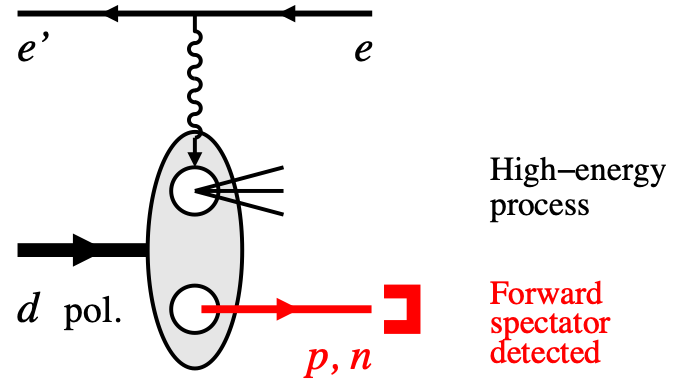 e’
e
High–energy
process
d pol.
Forward
spectator
detected
p, n